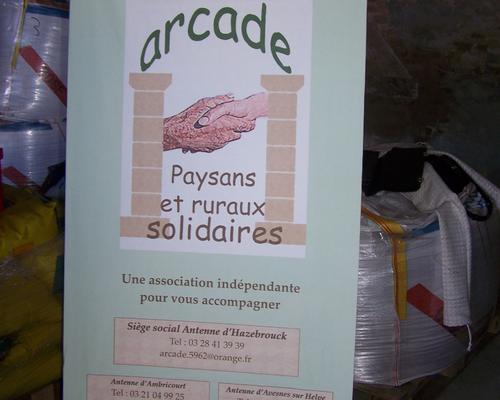 arcade
Paysans
et ruraux
solidaires
Une association indépendante
pour vous accompagner
Siège social Antenne d'Hazebrouck
Tel : 03 28 41 39 39
arcade.5962@orange.fr
Antenne d'Ambricourt
Tel : 03 21 04 99 25
Antenne d'Avesnes sur Helpe